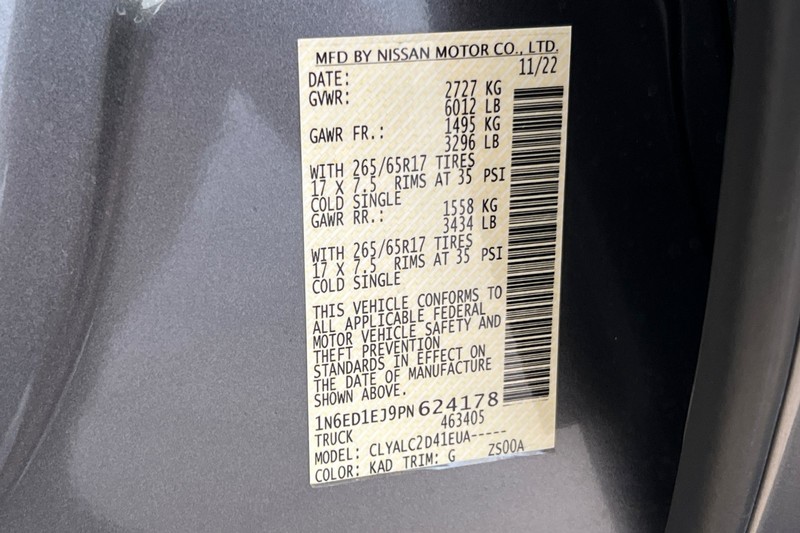 MFD BY NISSAN MOTOR CO., LTD.
DATE: 11/22
GVWR: 2727 KG
6012 LB
GAWR FR.: 1495 KG
3296 LB
WITH 265/65R17 TIRES
17 X 7.5 RIMS AT 35 PSI
COLD SINGLE
GAWR RR.: 1558 KG
3434 LB
WITH 265/65R17 TIRES
17 X 7.5 RIMS AT 35 PSI
COLD SINGLE
THIS VEHICLE CONFORMS TO
ALL APPLICABLE FEDERAL
MOTOR VEHICLE SAFETY AND
THEFT PREVENTION
STANDARDS IN EFFECT ON
THE DATE OF MANUFACTURE
SHOWN ABOVE.
1N6ED1EJ9PN624178
TRUCK 463405
MODEL: CLYALC2D41EUA-----
COLOR: KAD TRIM: G ZS00A